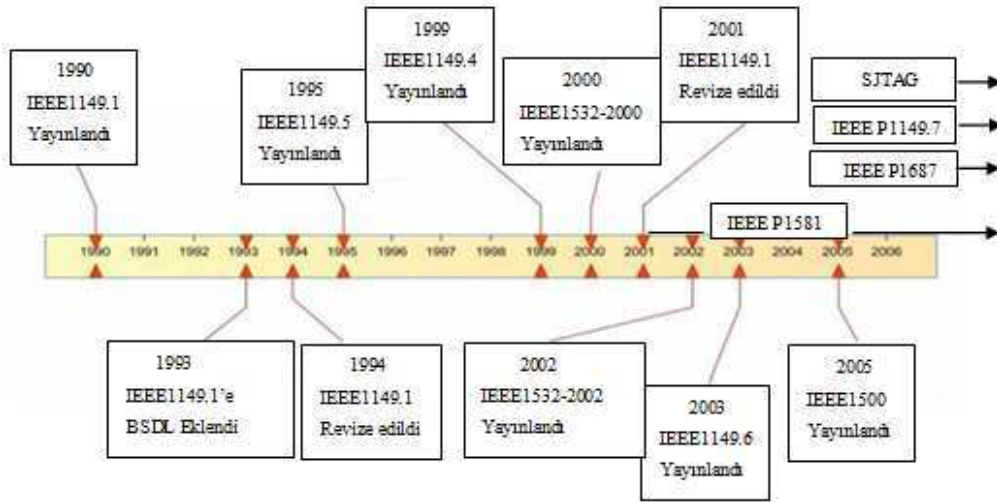 1990
IEEE1149.1
Yayınlandı
1995
IEEE1149.5
Yayınlandı
1999
IEEE1149.4
Yayınlandı
2000
IEEE1532-2000
Yayınlandı
2001
IEEE1149.1
Revize edildi
SJTAG
IEEE P1149.7
IEEE P1687
IEEE P1581
1990 1991 1992 1993 1994 1995 1996 1997 1998 1999 2000 2001 2002 2003 2004 2005 2006
1993
IEEE1149.1’e
BSDL Eklendi
1994
IEEE1149.1
Revize edildi
2002
IEEE1532-2002
Yayınlandı
2003
IEEE1149.6
Yayınlandı
2005
IEEE1500
Yayınlandı